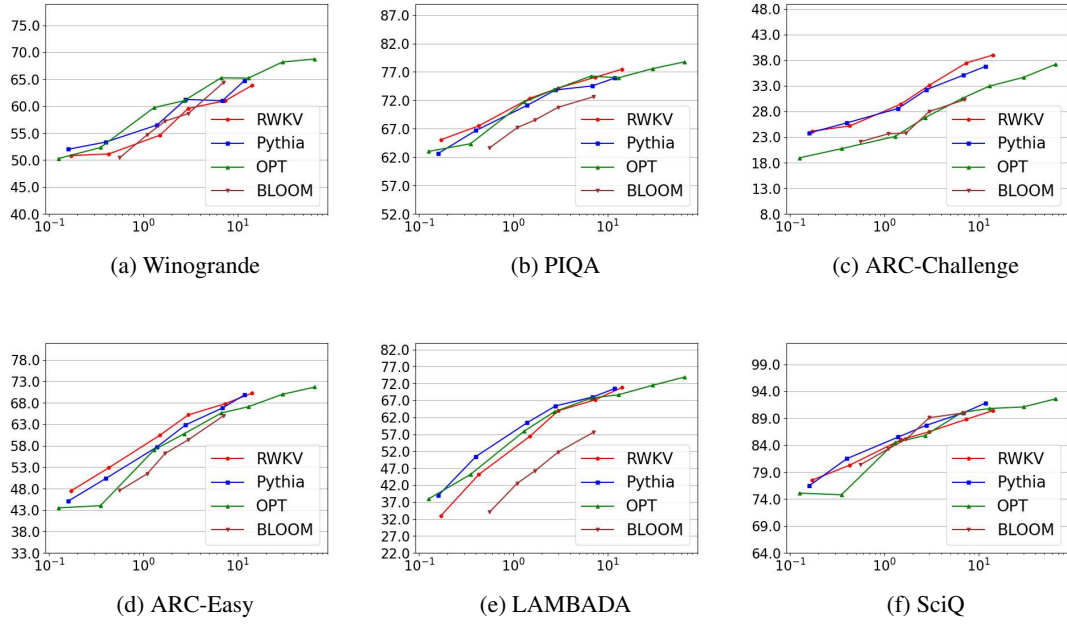 75.0
70.0
65.0
60.0
55.0
50.0
45.0
40.0
10⁻¹ 10⁰ 10¹
RWKV
Pythia
OPT
BLOOM
(a) Winogrande
87.0
82.0
77.0
72.0
67.0
62.0
57.0
52.0
10⁻¹ 10⁰ 10¹
RWKV
Pythia
OPT
BLOOM
(b) PIQA
48.0
43.0
38.0
33.0
28.0
23.0
18.0
13.0
8.0
10⁻¹ 10⁰ 10¹
RWKV
Pythia
OPT
BLOOM
(c) ARC-Challenge
78.0
73.0
68.0
63.0
58.0
53.0
48.0
43.0
38.0
33.0
10⁻¹ 10⁰ 10¹
RWKV
Pythia
OPT
BLOOM
(d) ARC-Easy
82.0
77.0
72.0
67.0
62.0
57.0
52.0
47.0
42.0
37.0
32.0
27.0
22.0
10⁻¹ 10⁰ 10¹
RWKV
Pythia
OPT
BLOOM
(e) LAMBADA
99.0
94.0
89.0
84.0
79.0
74.0
69.0
64.0
10⁻¹ 10⁰ 10¹
RWKV
Pythia
OPT
BLOOM
(f) SciQ